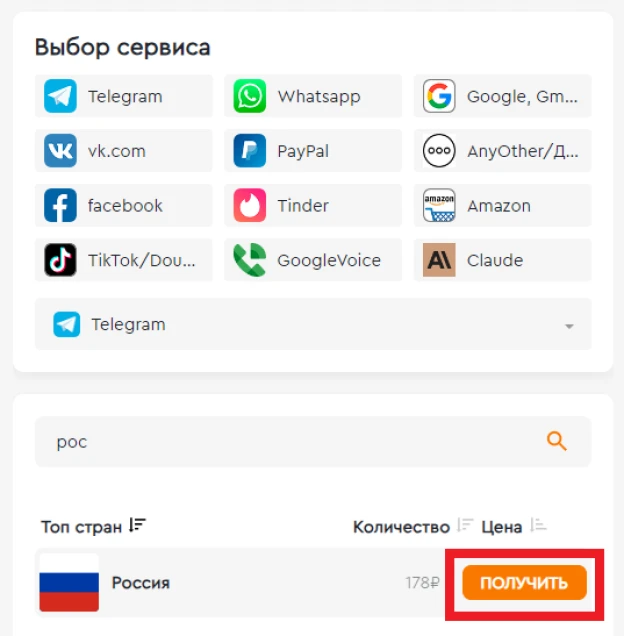 Выбор сервиса
Telegram Whatsapp Google, Gm...
vk.com PayPal AnyOther/Д...
facebook Tinder amazon Amazon
TikTok/Dou... GoogleVoice Claude
Telegram
рос
Топ стран Количество Цена
Россия 178₽ ПОЛУЧИТЬ